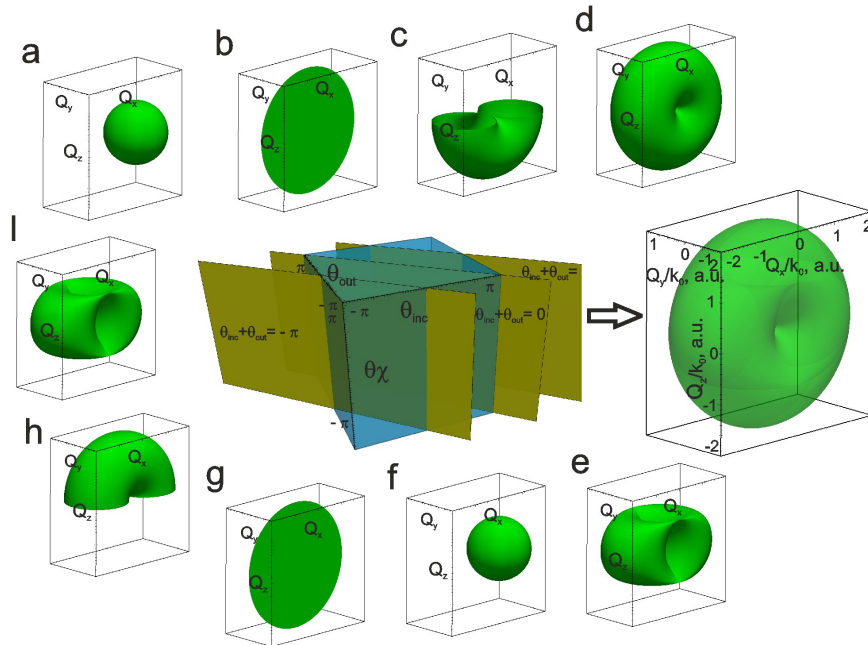 a
b
c
d
Q_y
Q_x
Q_z
Q_y
Q_x
Q_z
Q_x
Q_z
Q_y
Q_x
Q_z
l
Q_y
Q_x
Q_z
π
θ_out
- π
π
- π
π
θ_inc
θχ
- π
θ_inc+θ_out= - π
θ_inc+θ_out= 0
θ_inc+θ_out=
1
0
-1
-2
-1
0
1
2
Q_y/k_0, a.u.
Q_x/k_0, a.u.
Q_z/k_0, a.u.
2
1
0
-1
-2
h
g
f
e
Q_y
Q_x
Q_z
Q_y
Q_x
Q_z
Q_y
Q_x
Q_z
Q_y
Q_x
Q_z